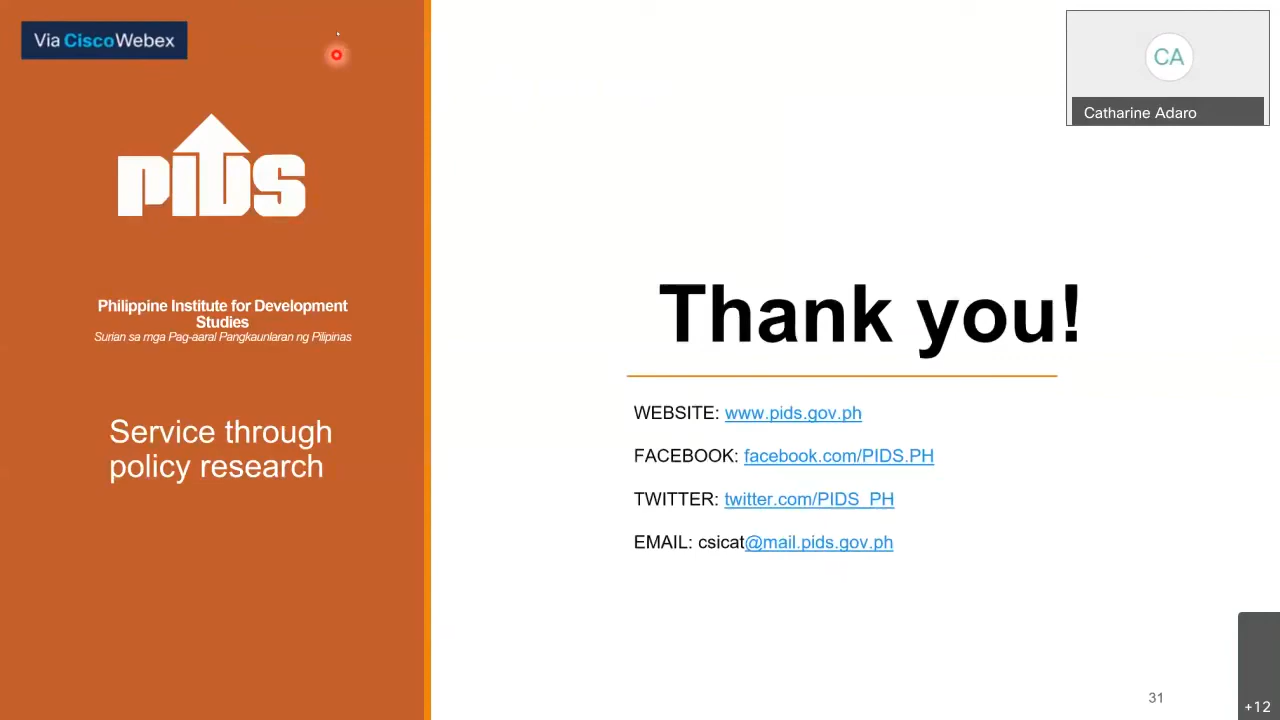 Via Cisco Webex
CA
Catharine Adaro
PIDS
Philippine Institute for Development
Studies
Surian sa mga Pag-aaral Pangkaunlaran ng Pilipinas
Service through
policy research
Thank you!
WEBSITE: www.pids.gov.ph
FACEBOOK: facebook.com/PIDS.PH
TWITTER: twitter.com/PIDS_PH
EMAIL: csicat@mail.pids.gov.ph
31
+12